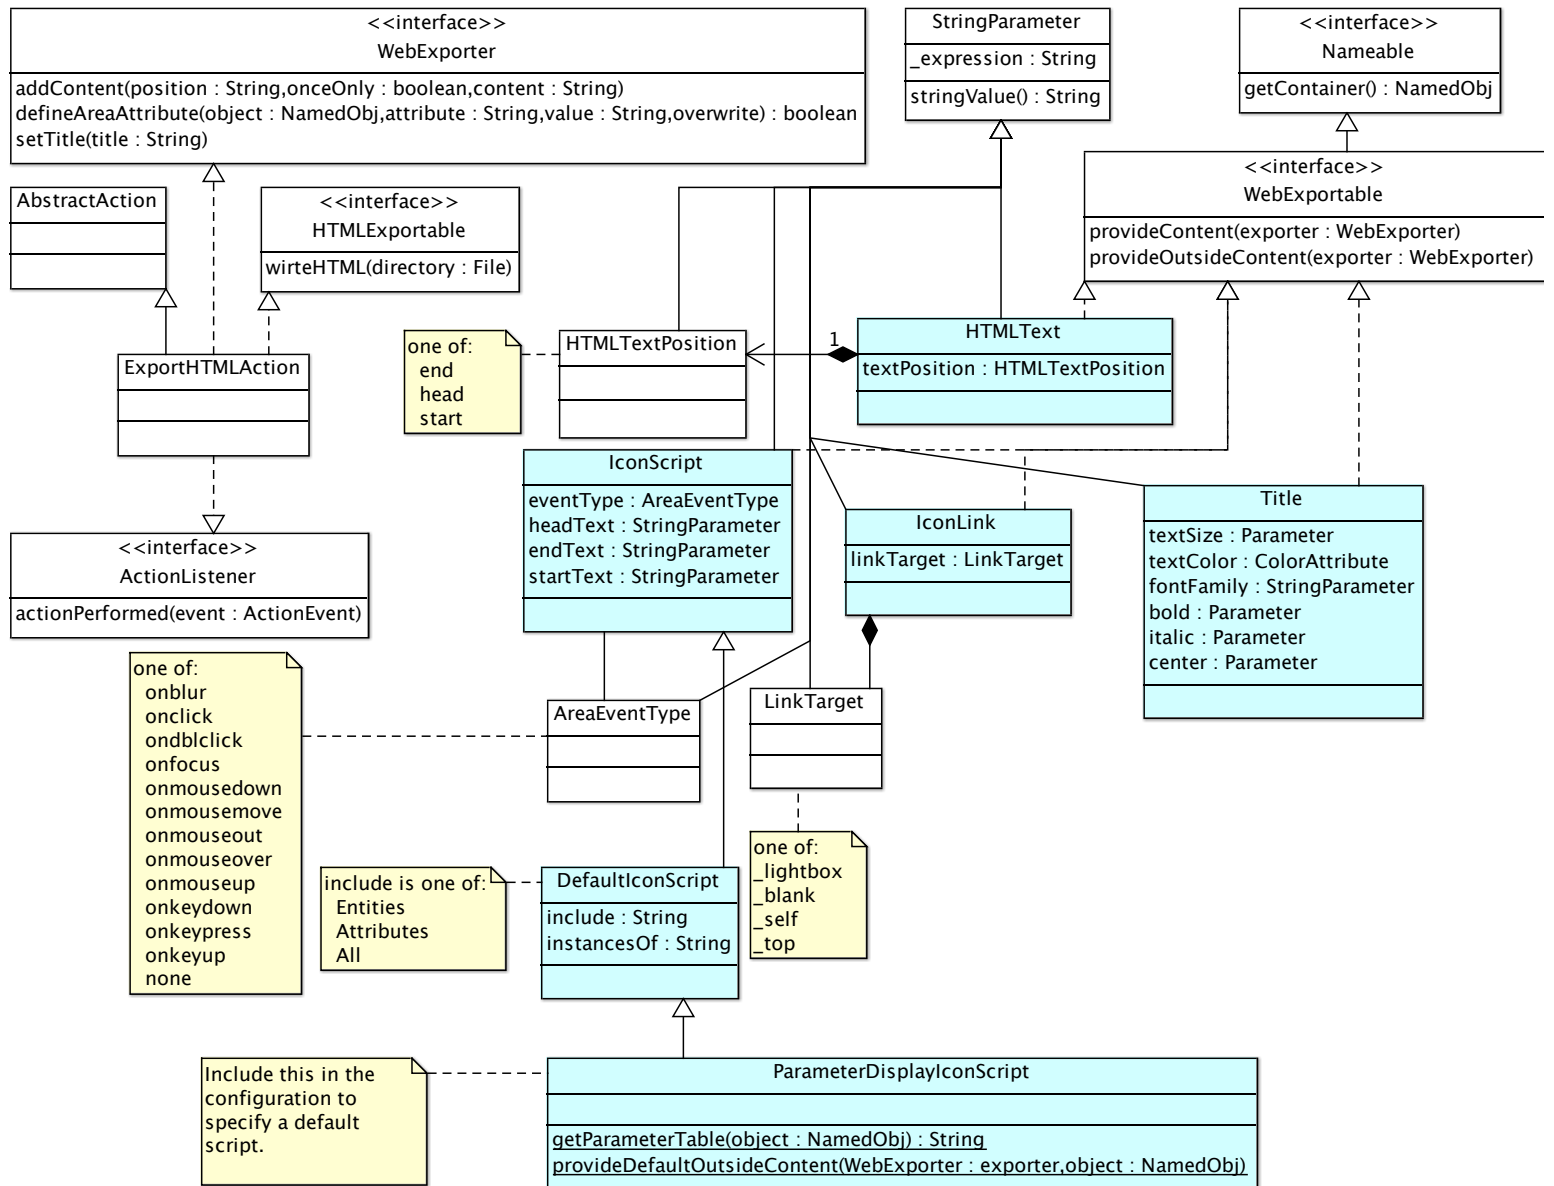 <<interface>>
WebExporter
addContent(position : String,onceOnly : boolean,content : String)
defineAreaAttribute(object : NamedObj,attribute : String,value : String,overwrite) : boolean
setTitle(title : String)
StringParameter
_expression : String
stringValue() : String
<<interface>>
Nameable
getContainer() : NamedObj
AbstractAction
<<interface>>
HTMLExportable
wirteHTML(directory : File)
<<interface>>
WebExportable
provideContent(exporter : WebExporter)
provideOutsideContent(exporter : WebExporter)
ExportHTMLAction
one of:
end
head
start
HTMLTextPosition
1
HTMLText
textPosition : HTMLTextPosition
<<interface>>
ActionListener
actionPerformed(event : ActionEvent)
IconScript
eventType : AreaEventType
headText : StringParameter
endText : StringParameter
startText : StringParameter
IconLink
linkTarget : LinkTarget
Title
textSize : Parameter
textColor : ColorAttribute
fontFamily : StringParameter
bold : Parameter
italic : Parameter
center : Parameter
one of:
onblur
onclick
ondblclick
onfocus
onmousedown
onmousemove
onmouseout
onmouseover
onmouseup
onkeydown
onkeypress
onkeyup
none
AreaEventType
LinkTarget
one of:
_lightbox
_blank
_self
_top
include is one of:
Entities
Attributes
All
DefaultIconScript
include : String
instancesOf : String
Include this in the
configuration to
specify a default
script.
ParameterDisplayIconScript
getParameterTable(object : NamedObj) : String
provideDefaultOutsideContent(WebExporter : exporter,object : NamedObj)